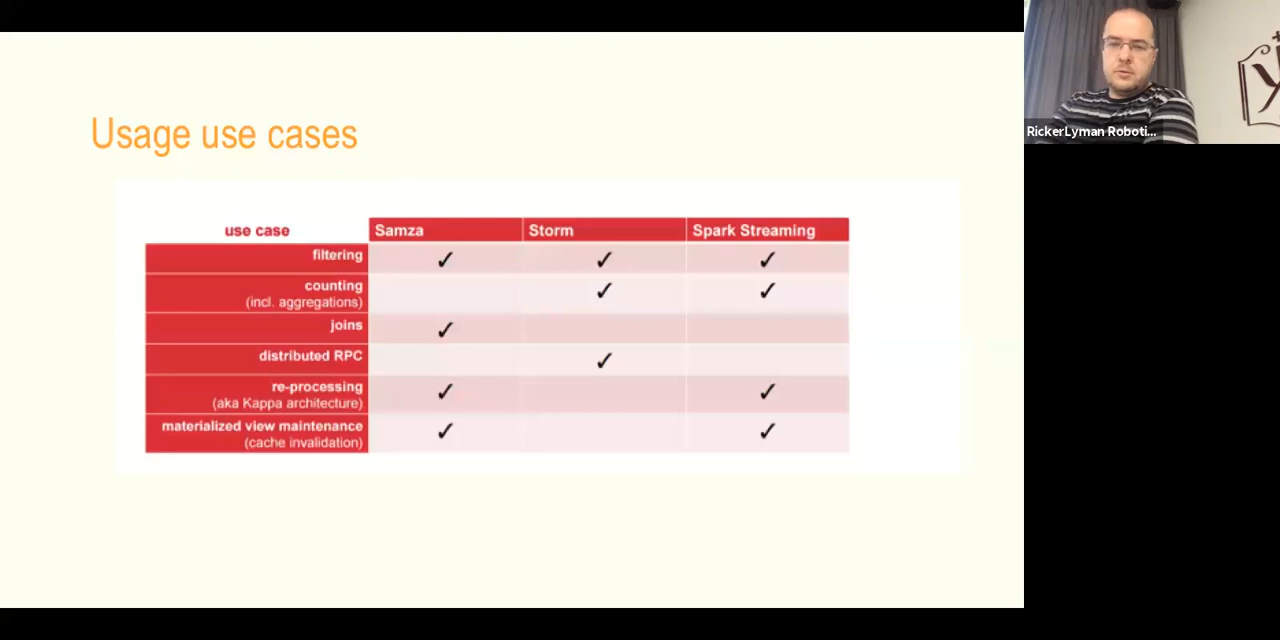 Usage use cases
use case Samza Storm Spark Streaming
filtering ✓ ✓ ✓
counting ✓ ✓
(incl. aggregations)
joins ✓
distributed RPC ✓
re-processing ✓ ✓
(aka Kappa architecture)
materialized view maintenance ✓ ✓
(cache invalidation)
RickerLyman Roboti...